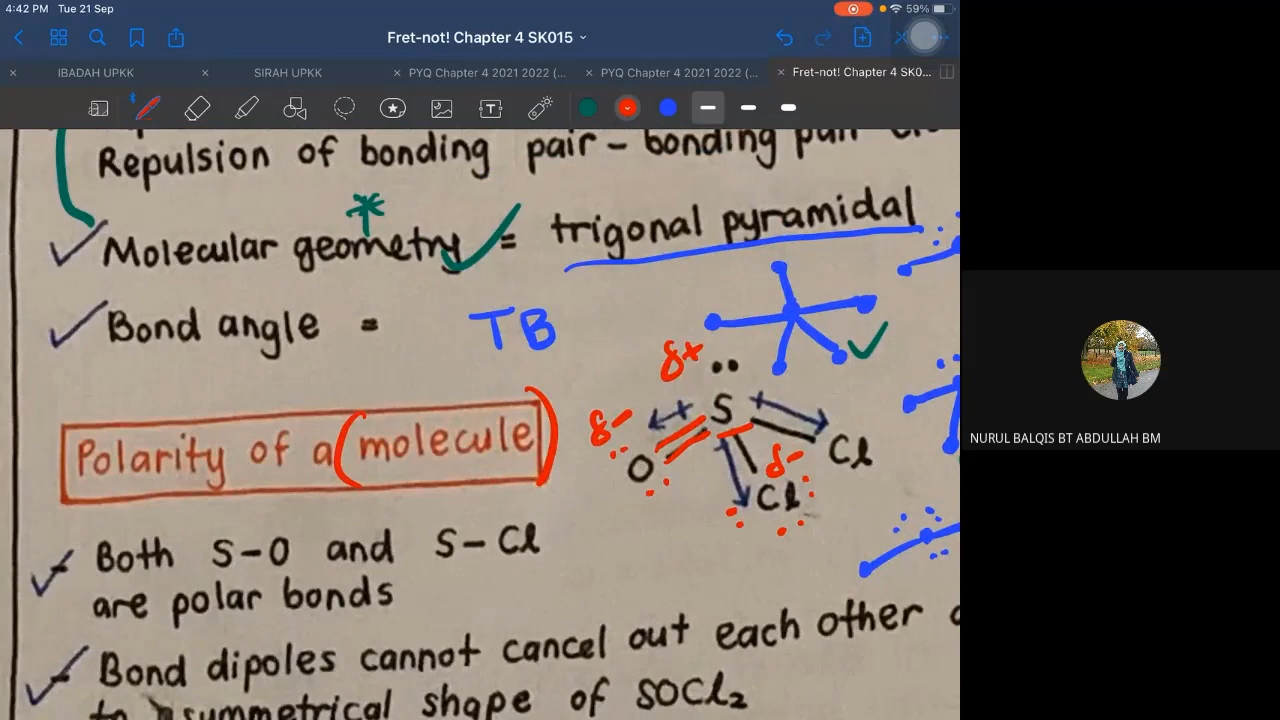 4:42 PM Tue 21 Sep
59%
Fret-not! Chapter 4 SK015
IBADAH UPKK
SIRAH UPKK
PYQ Chapter 4 2021 2022 (...
PYQ Chapter 4 2021 2022 (...
Fret-not! Chapter 4 SK0...
Repulsion of bonding pair - bonding pair
Molecular geometry = trigonal pyramidal
Bond angle = TB
Polarity of a (molecule)
δ+
S
δ-
O
δ-
Cl
Cl
Both S-O and S-Cl
are polar bonds
Bond dipoles cannot cancel out each other
to asymmetrical shape of SOCl₂
NURUL BALQIS BT ABDULLAH BM